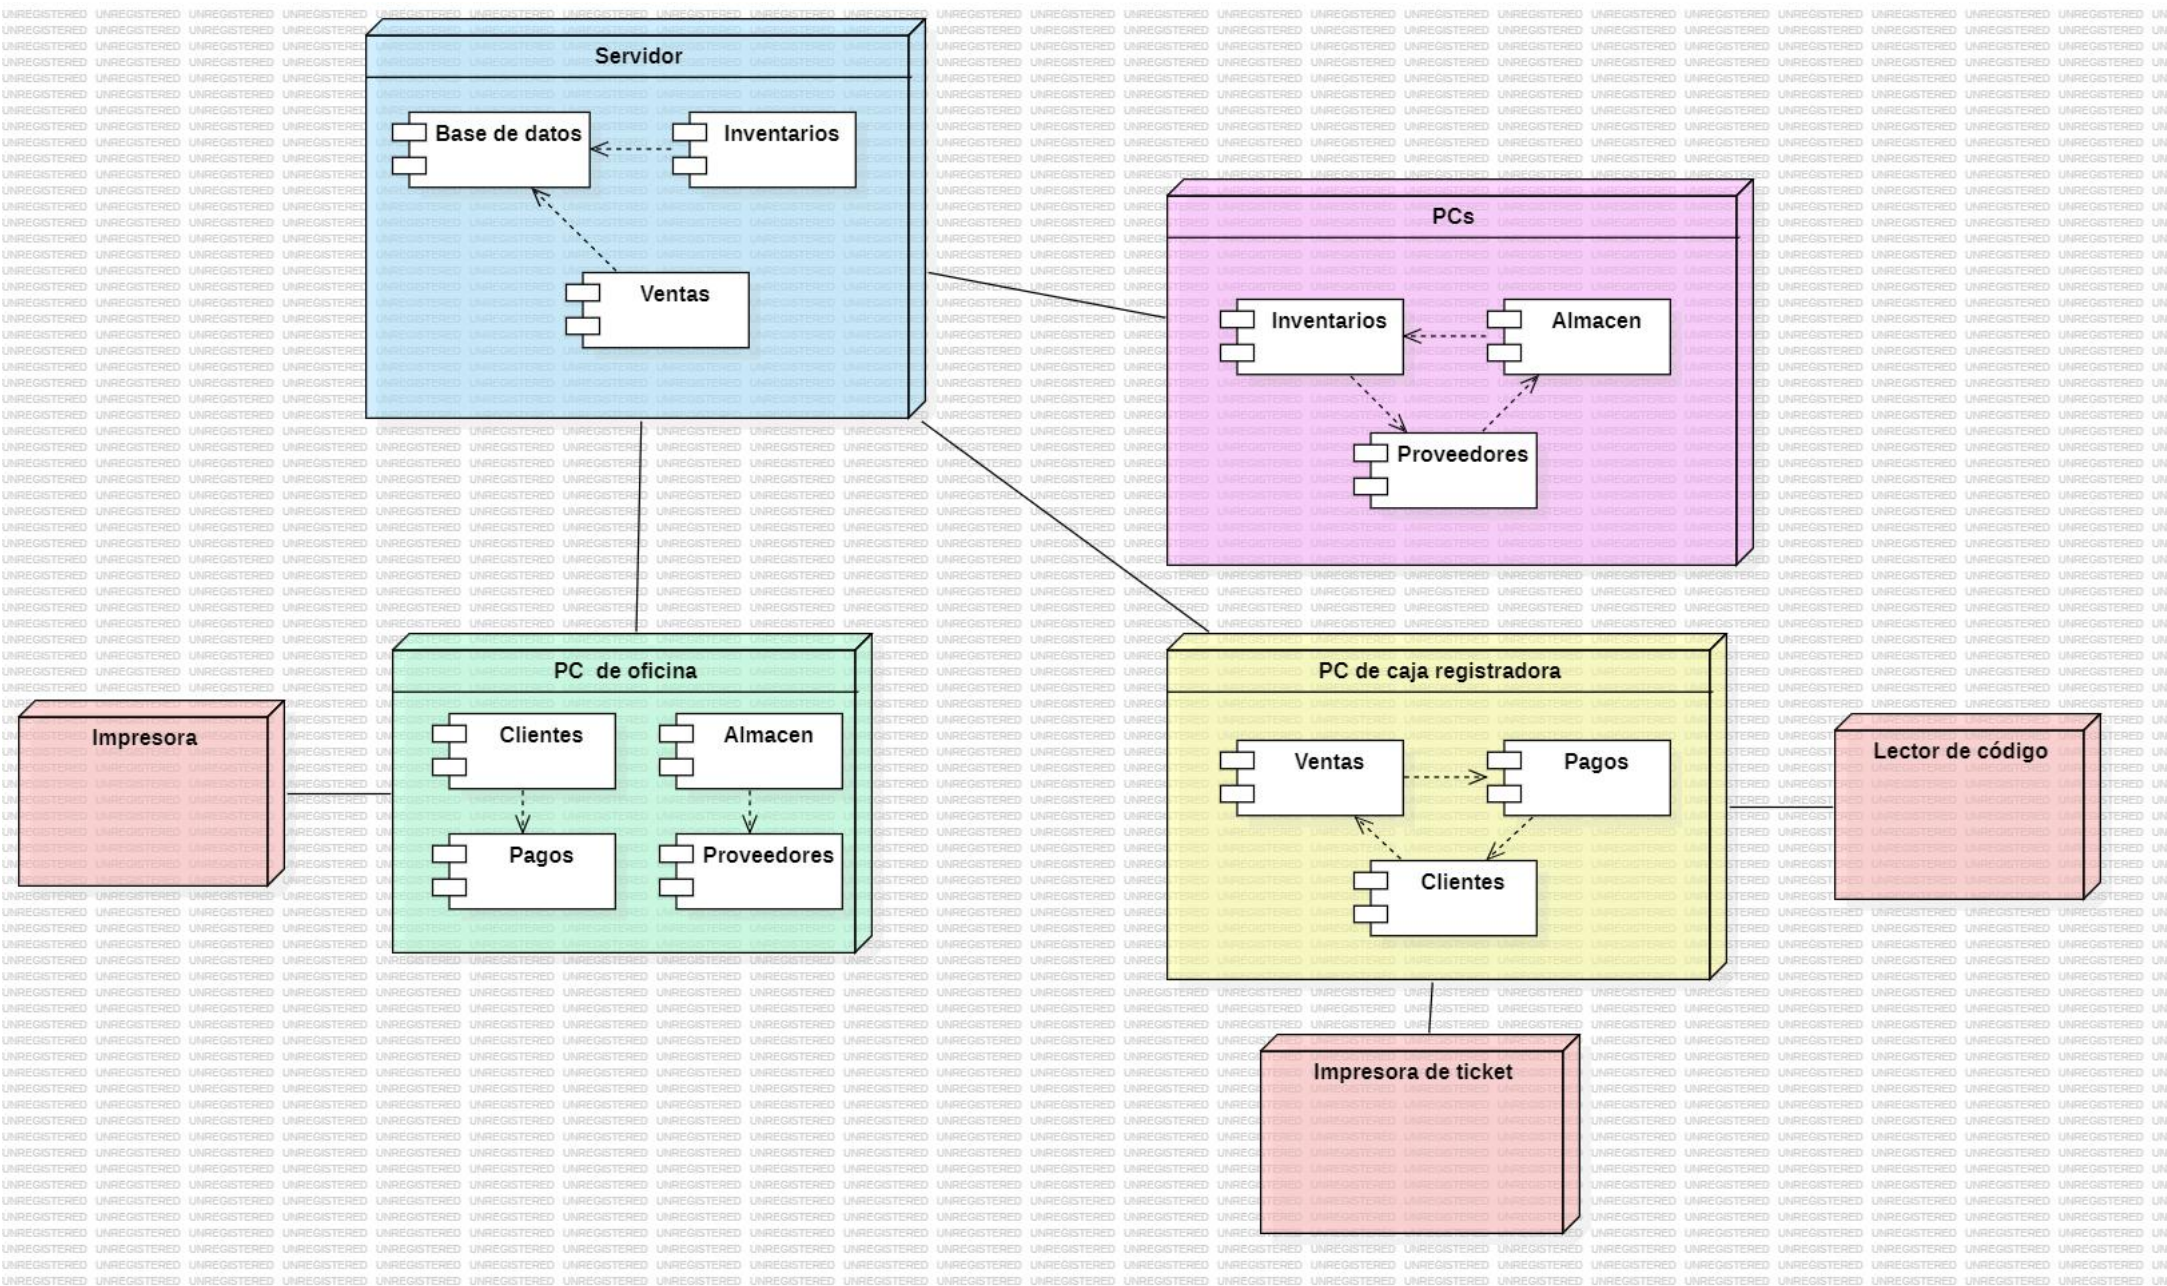 Servidor
Base de datos
Inventarios
Ventas
PCs
Inventarios
Almacen
Proveedores
PC  de oficina
Clientes
Almacen
Pagos
Proveedores
Impresora
PC de caja registradora
Ventas
Pagos
Clientes
Lector de código
Impresora de ticket
UNREGISTERED